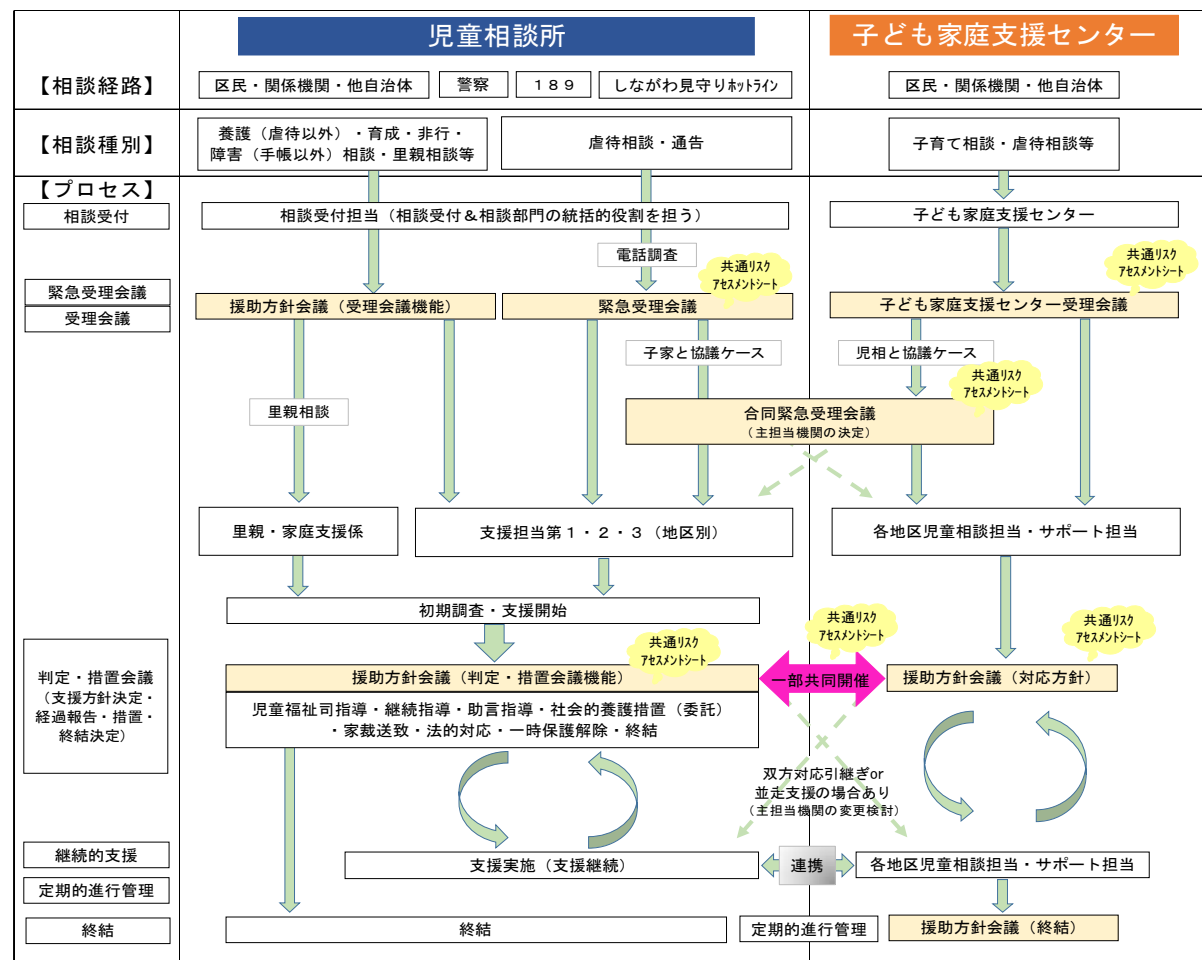 児童相談所
子ども家庭支援センター
【相談経路】
区民・関係機関・他自治体
警察
189
しながわ見守りﾎｯﾄﾗｲﾝ
区民・関係機関・他自治体
【相談種別】
養護（虐待以外）・育成・非行・
障害（手帳以外）相談・里親相談等
虐待相談・通告
子育て相談・虐待相談等
【プロセス】
相談受付
相談受付担当（相談受付＆相談部門の統括的役割を担う）
子ども家庭支援センター
電話調査
共通ﾘｽｸ
ｱｾｽﾒﾝﾄｼｰﾄ
共通ﾘｽｸ
ｱｾｽﾒﾝﾄｼｰﾄ
緊急受理会議
受理会議
援助方針会議（受理会議機能）
緊急受理会議
子ども家庭支援センター受理会議
子家と協議ケース
児相と協議ケース
共通ﾘｽｸ
ｱｾｽﾒﾝﾄｼｰﾄ
里親相談
合同緊急受理会議
（主担当機関の決定）
里親・家庭支援係
支援担当第１・２・３（地区別）
各地区児童相談担当・サポート担当
初期調査・支援開始
共通ﾘｽｸ
ｱｾｽﾒﾝﾄｼｰﾄ
共通ﾘｽｸ
ｱｾｽﾒﾝﾄｼｰﾄ
共通ﾘｽｸ
ｱｾｽﾒﾝﾄｼｰﾄ
判定・措置会議
（支援方針決定・
経過報告・措置・
終結決定）
援助方針会議（判定・措置会議機能）
一部共同開催
援助方針会議（対応方針）
児童福祉司指導・継続指導・助言指導・社会的養護措置（委託）
・家裁送致・法的対応・一時保護解除・終結
双方対応引継ぎor
並走支援の場合あり
（主担当機関の変更検討）
継続的支援
支援実施（支援継続）
連携
各地区児童相談担当・サポート担当
定期的進行管理
終結
終結
定期的進行管理
援助方針会議（終結）